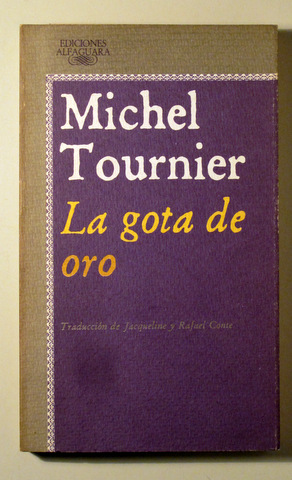 EDICIONES
ALFAGUARA
Michel
Tournier
La gota de
oro
Traducción de Jacqueline y Rafael Conte